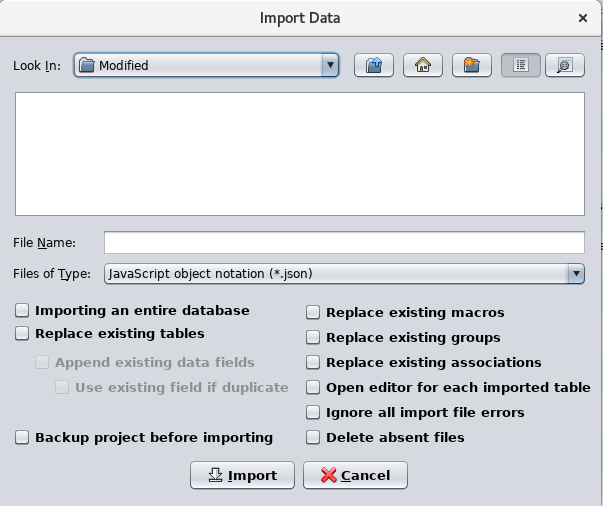 Import Data
Look In: Modified
File Name:
Files of Type: JavaScript object notation (*.json)
Importing an entire database
Replace existing tables
Append existing data fields
Use existing field if duplicate
Backup project before importing
Replace existing macros
Replace existing groups
Replace existing associations
Open editor for each imported table
Ignore all import file errors
Delete absent files
Import Cancel